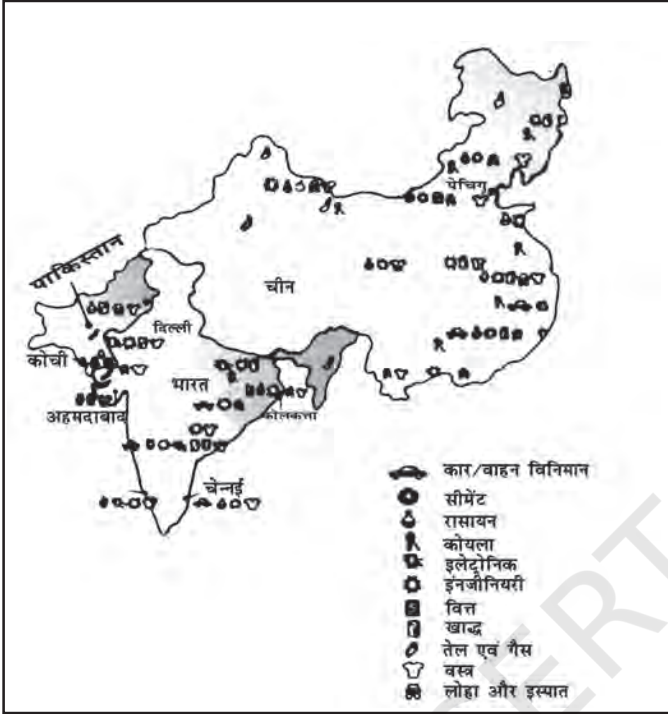 पेचिंग
पाकिस्तान
चीन
दिल्ली
कोची
भारत
अहमदाबाद
कोलकत्ता
चेन्नई
कार/वाहन विनिमान
सीमेंट
रासायन
कोयला
इलेट्रोनिक
इंनजीनियरी
वित्त
खाद्ध
तेल एवं गैस
वस्त्र
लोहा और इस्पात